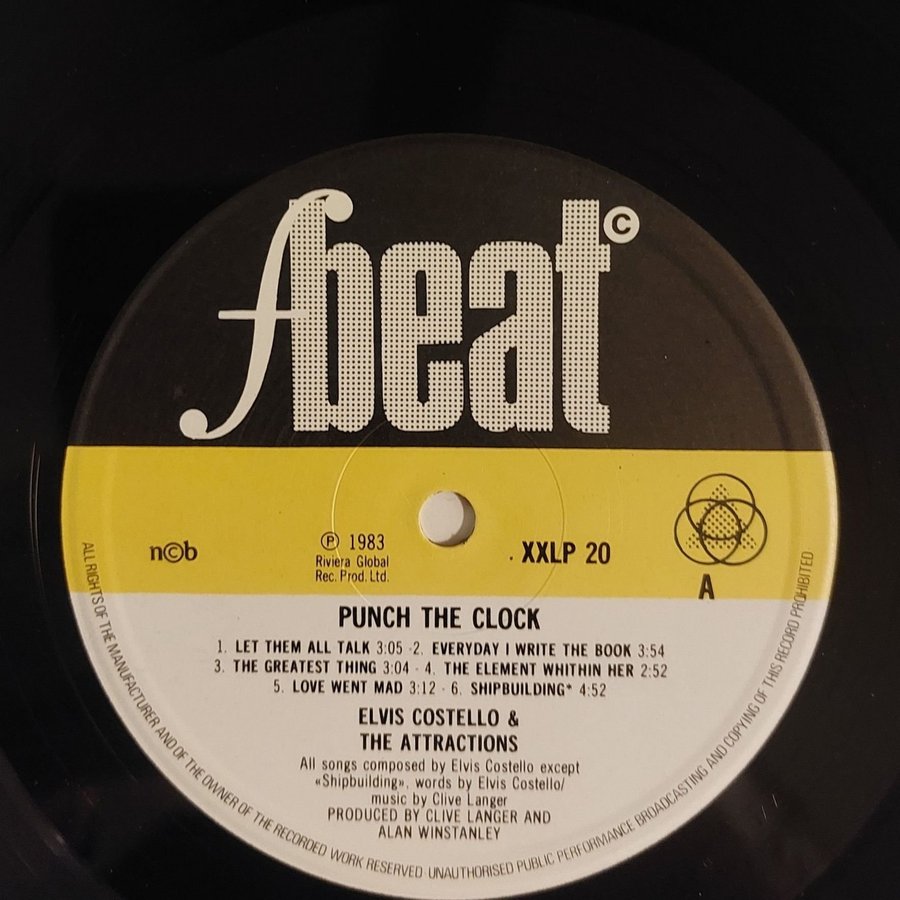 fbeat ©
n©b
Ⓟ 1983
Riviera Global
Rec. Prod. Ltd.
XXLP 20
A
PUNCH THE CLOCK
1. LET THEM ALL TALK 3:05 -2. EVERYDAY I WRITE THE BOOK 3:54
3. THE GREATEST THING 3:04 - 4. THE ELEMENT WHITHIN HER 2:52
5. LOVE WENT MAD 3:12 - 6. SHIPBUILDING* 4:52
ELVIS COSTELLO &
THE ATTRACTIONS
All songs composed by Elvis Costello except
«Shipbuilding», words by Elvis Costello/
music by Clive Langer
PRODUCED BY CLIVE LANGER AND
ALAN WINSTANLEY
ALL RIGHTS OF THE MANUFACTURER AND OF THE OWNER OF THE RECORDED WORK RESERVED UNAUTHORISED PUBLIC PERFORMANCE BROADCASTING AND COPYING OF THIS RECORD PROHIBITED